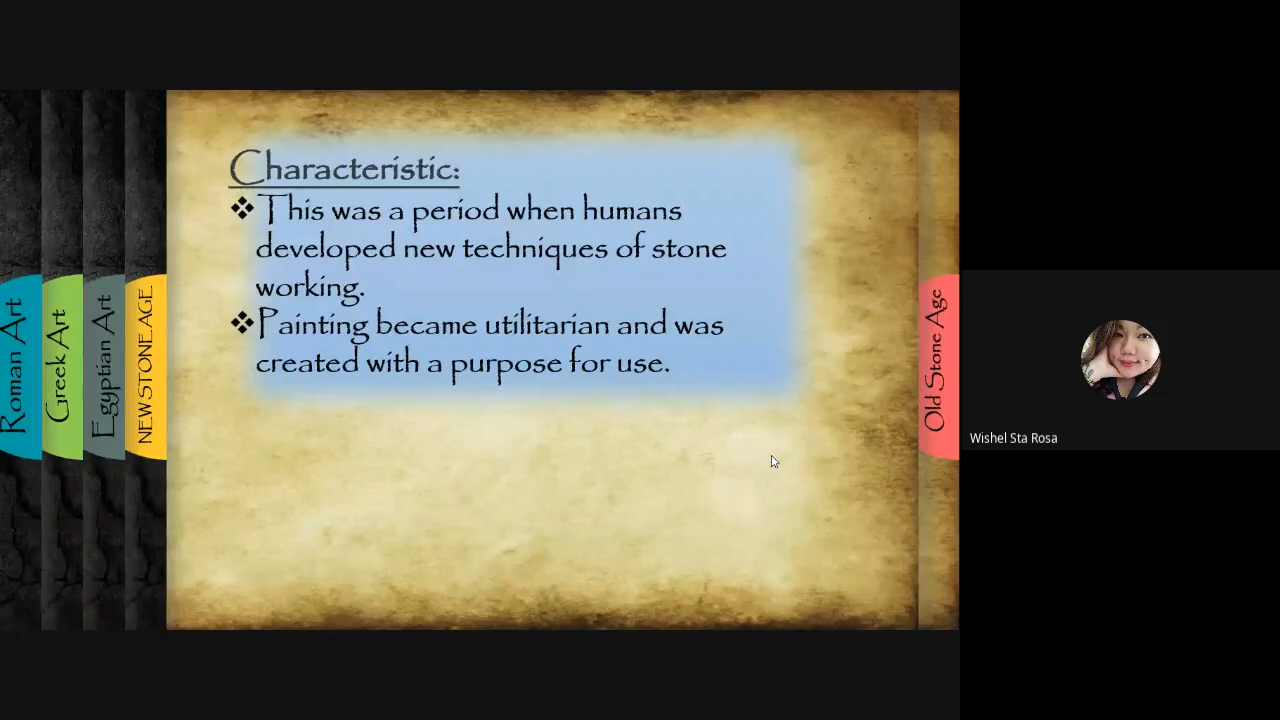 Characteristic:
❖This was a period when humans
developed new techniques of stone
working.
❖Painting became utilitarian and was
created with a purpose for use.
Roman Art
Greek Art
Egyptian Art
NEW STONE AGE
Old Stone Age
Wishel Sta Rosa